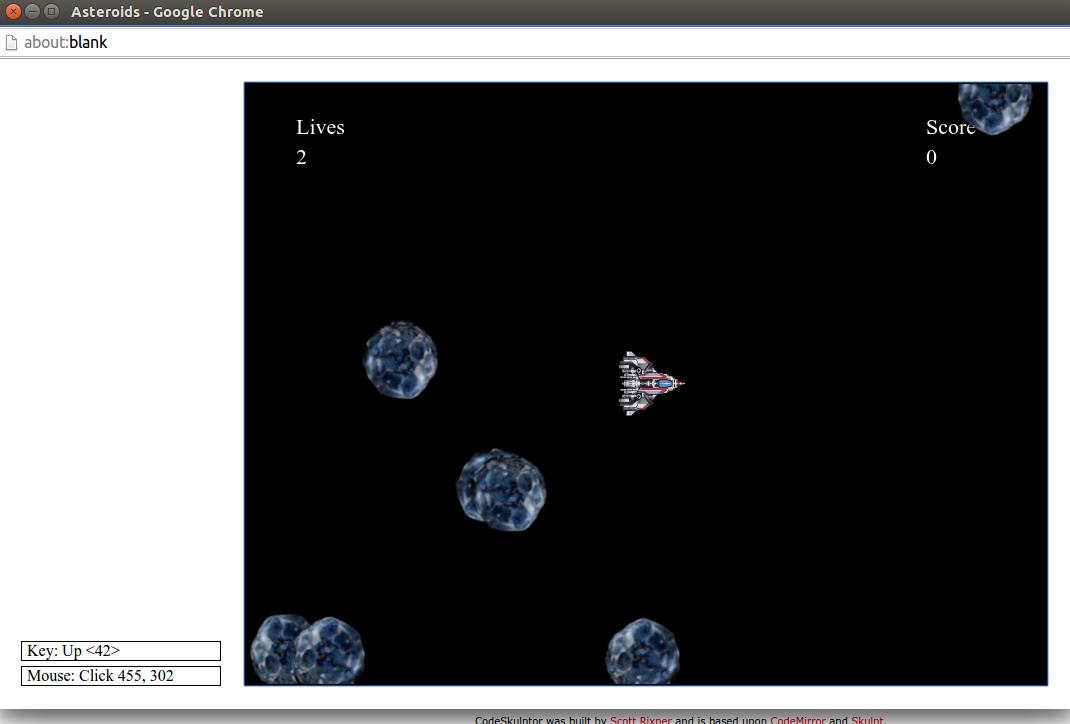 Asteroids - Google Chrome
about:blank
Lives
Score
2
0
Key: Up <42>
Mouse: Click 455, 302
CodeSkulptor was built by Scott Rixner and is based upon CodeMirror and Skulpt.